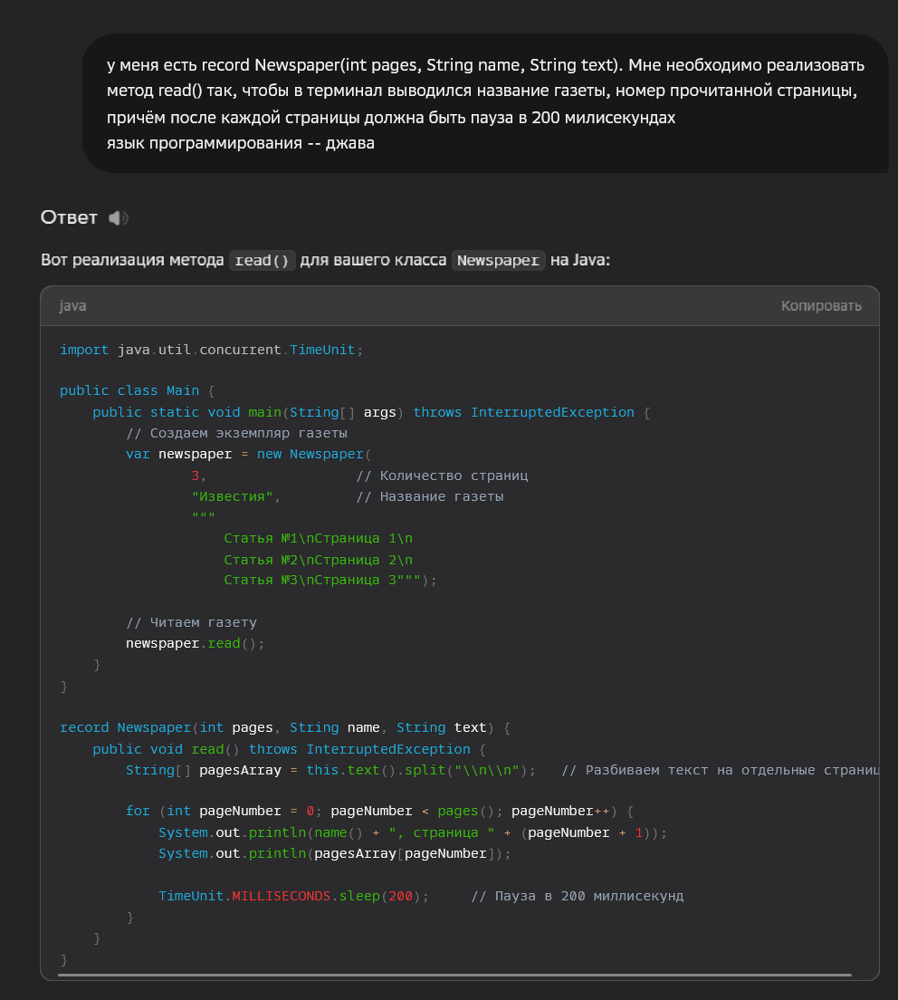 у меня есть record Newspaper(int pages, String name, String text). Мне необходимо реализовать
метод read() так, чтобы в терминал выводился название газеты, номер прочитанной страницы,
причём после каждой страницы должна быть пауза в 200 милисекундах
язык программирования -- джава
Ответ
Вот реализация метода read() для вашего класса Newspaper на Java:
java Копировать
import java.util.concurrent.TimeUnit;
public class Main {
public static void main(String[] args) throws InterruptedException {
// Создаем экземпляр газеты
var newspaper = new Newspaper(
3, // Количество страниц
"Известия", // Название газеты
"""
Статья №1\nСтраница 1\n
Статья №2\nСтраница 2\n
Статья №3\nСтраница 3""");
// Читаем газету
newspaper.read();
}
}
record Newspaper(int pages, String name, String text) {
public void read() throws InterruptedException {
String[] pagesArray = this.text().split("\\n\\n"); // Разбиваем текст на отдельные страниц
for (int pageNumber = 0; pageNumber < pages(); pageNumber++) {
System.out.println(name() + ", страница " + (pageNumber + 1));
System.out.println(pagesArray[pageNumber]);
TimeUnit.MILLISECONDS.sleep(200); // Пауза в 200 миллисекунд
}
}
}